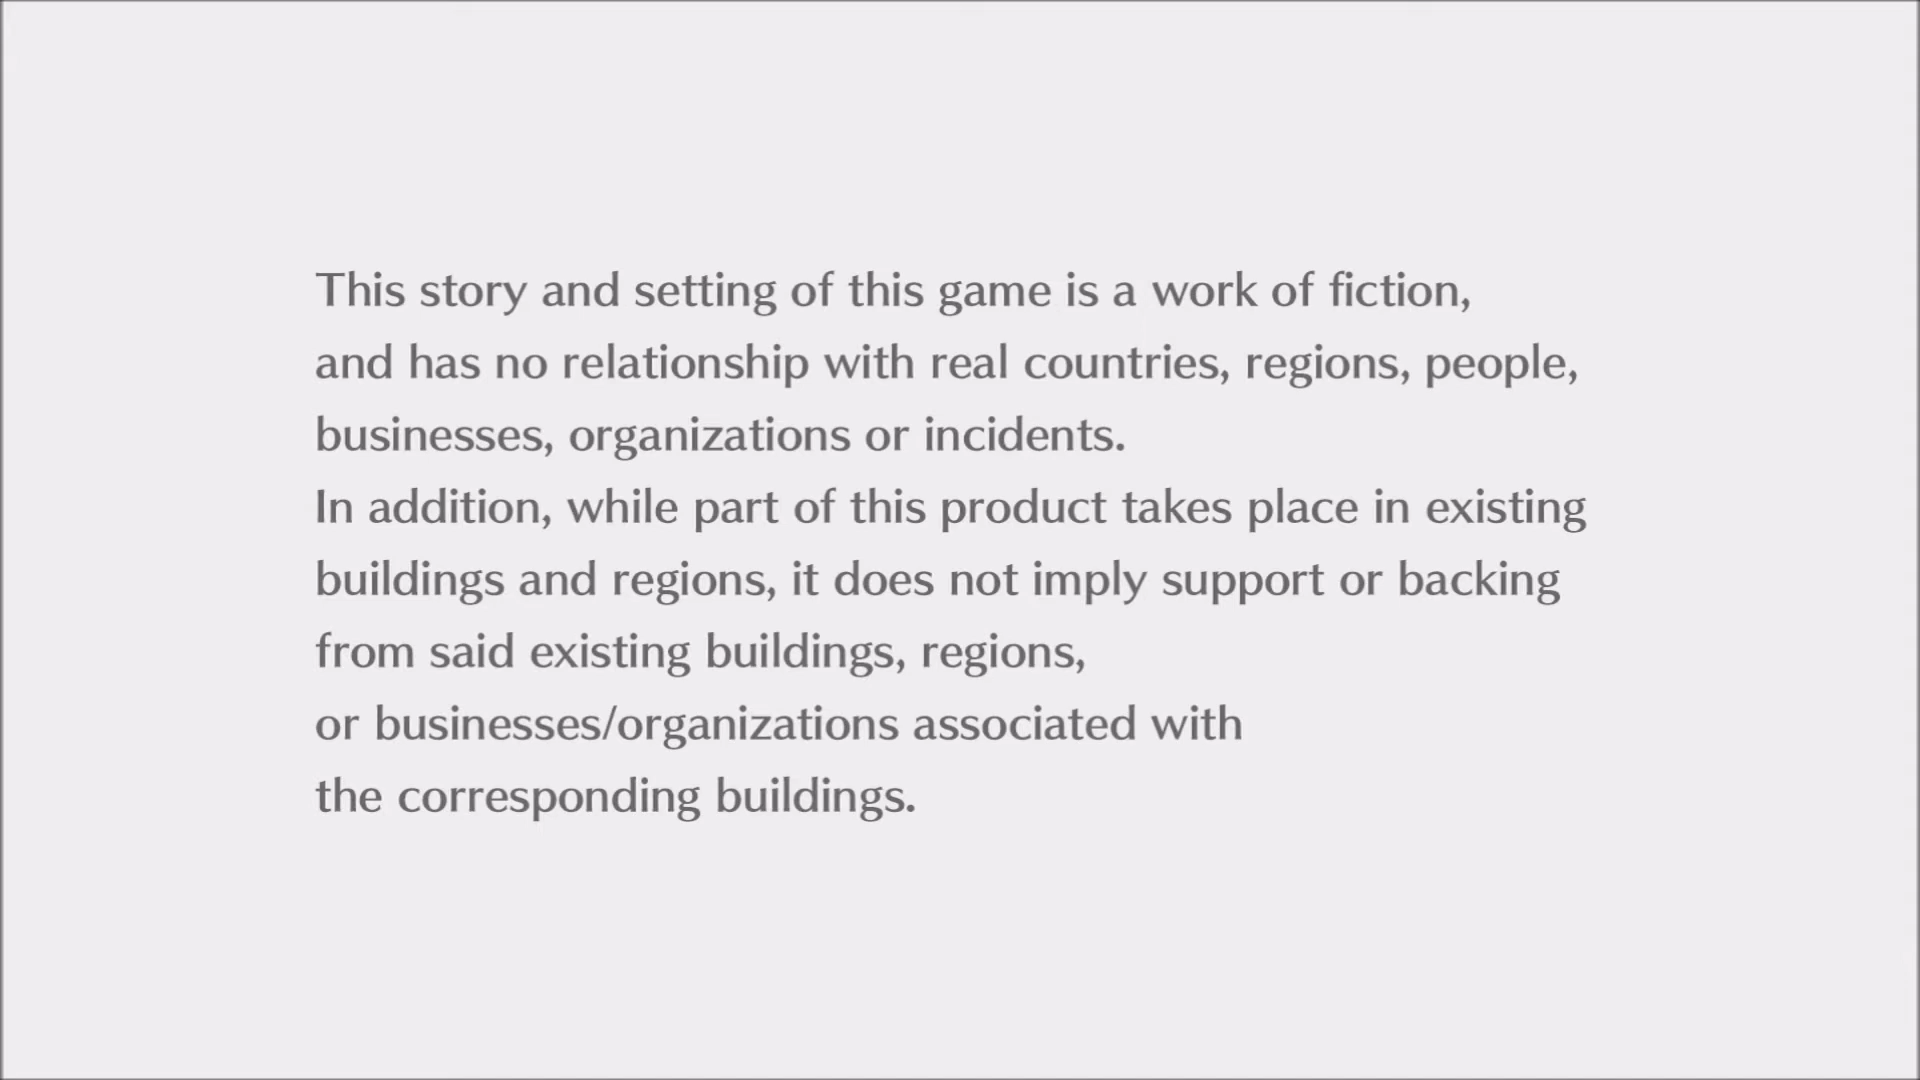 This story and setting of this game is a work of fiction,
and has no relationship with real countries, regions, people,
businesses, organizations or incidents.
In addition, while part of this product takes place in existing
buildings and regions, it does not imply support or backing
from said existing buildings, regions,
or businesses/organizations associated with
the corresponding buildings.